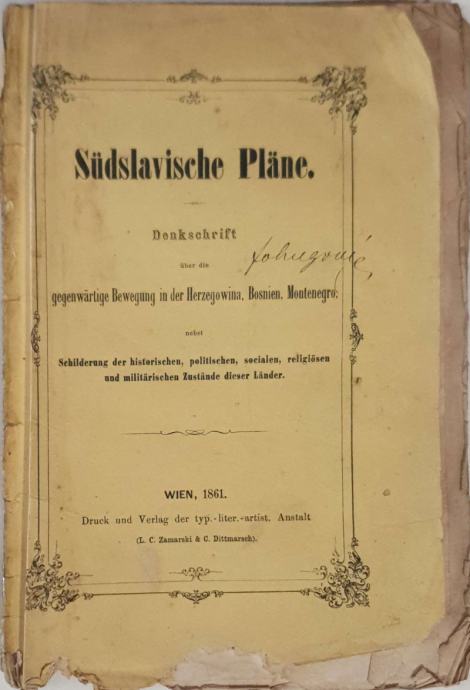 Südslavische Pläne.
Denkschrift
über die
gegenwärtige Bewegung in der Herzegowina, Bosnien, Montenegro;
nebst
Schilderung der historischen, politischen, socialen, religiösen
und militärischen Zustände dieser Länder.
WIEN, 1861.
Druck und Verlag der typ.-liter.-artist. Anstalt
(L. C. Zamarski & C. Dittmarsch).